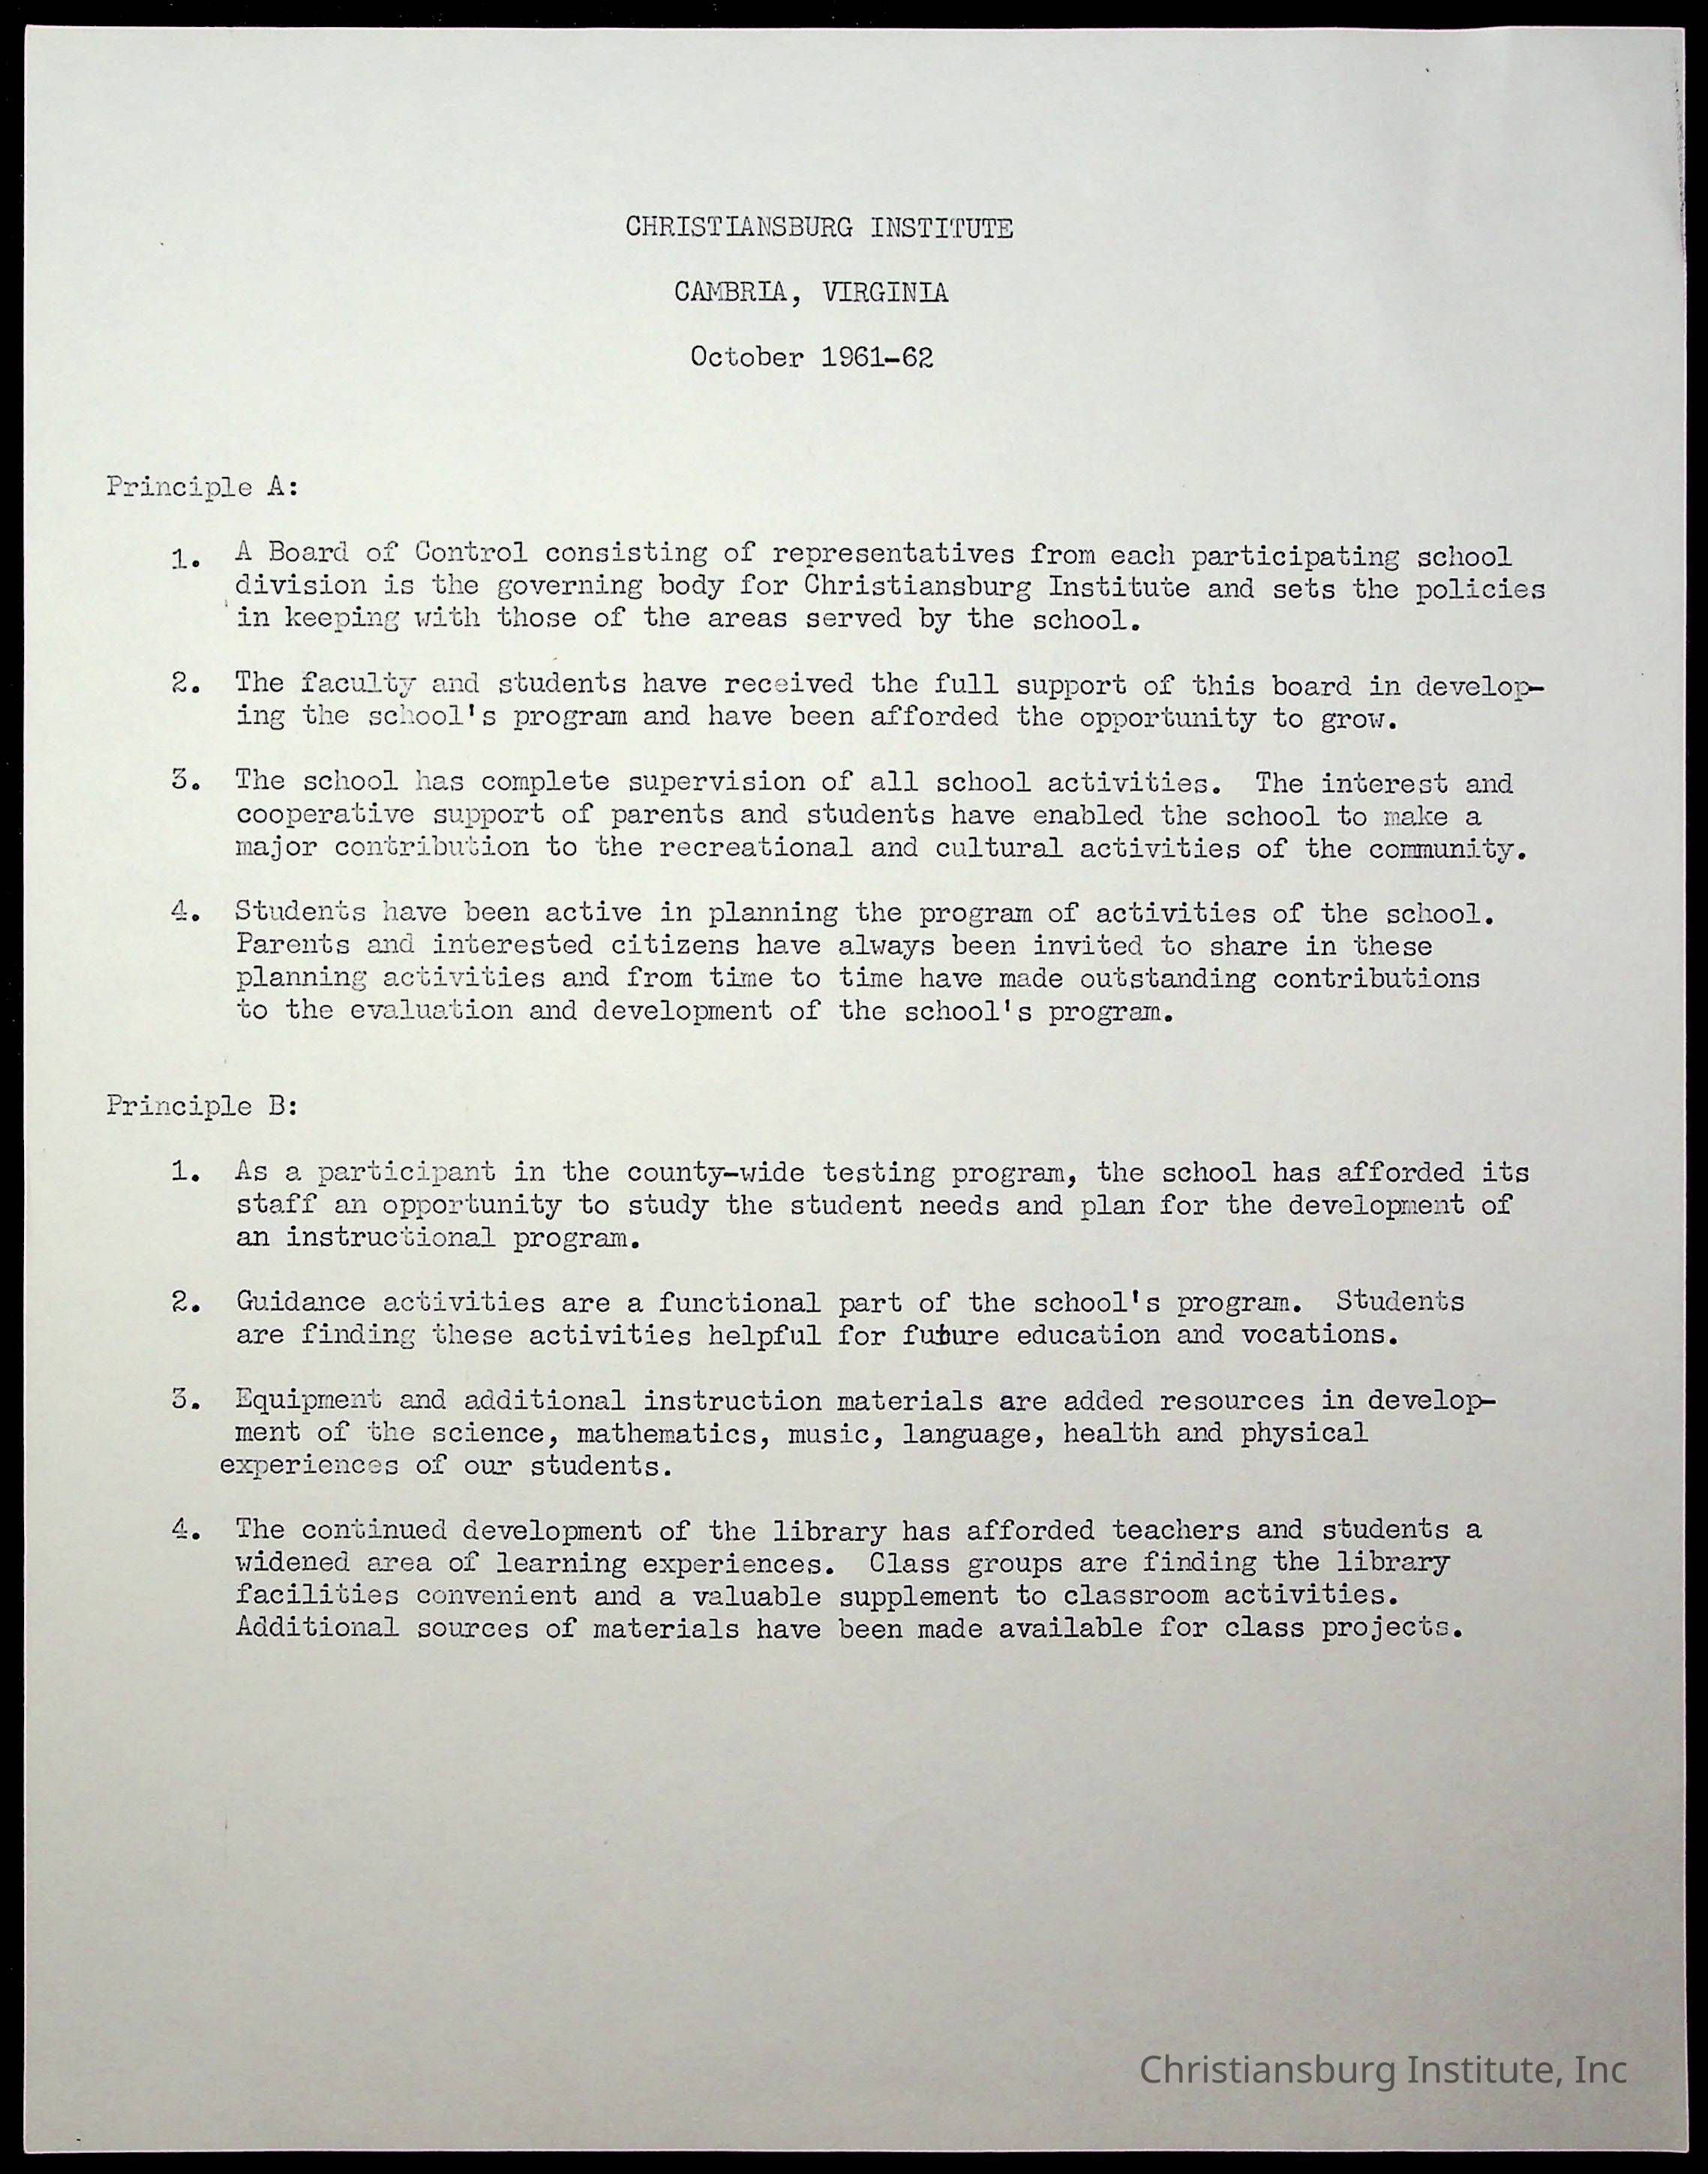 CHRISTIANSBURG INSTITUTE
CAMBRIA, VIRGINIA
October 1961-62
Principle A:
1. A Board of Control consisting of representatives from each participating school
division is the governing body for Christiansburg Institute and sets the policies
in keeping with those of the areas served by the school.
2. The faculty and students have received the full support of this board in develop-
ing the school's program and have been afforded the opportunity to grow.
3. The school has complete supervision of all school activities. The interest and
cooperative support of parents and students have enabled the school to make a
major contribution to the recreational and cultural activities of the community.
4. Students have been active in planning the program of activities of the school.
Parents and interested citizens have always been invited to share in these
planning activities and from time to time have made outstanding contributions
to the evaluation and development of the school's program.
Principle B:
1. As a participant in the county-wide testing program, the school has afforded its
staff an opportunity to study the student needs and plan for the development of
an instructional program.
2. Guidance activities are a functional part of the school's program. Students
are finding these activities helpful for future education and vocations.
3. Equipment and additional instruction materials are added resources in develop-
ment of the science, mathematics, music, language, health and physical
experiences of our students.
4. The continued development of the library has afforded teachers and students a
widened area of learning experiences. Class groups are finding the library
facilities convenient and a valuable supplement to classroom activities.
Additional sources of materials have been made available for class projects.
Christiansburg Institute, Inc